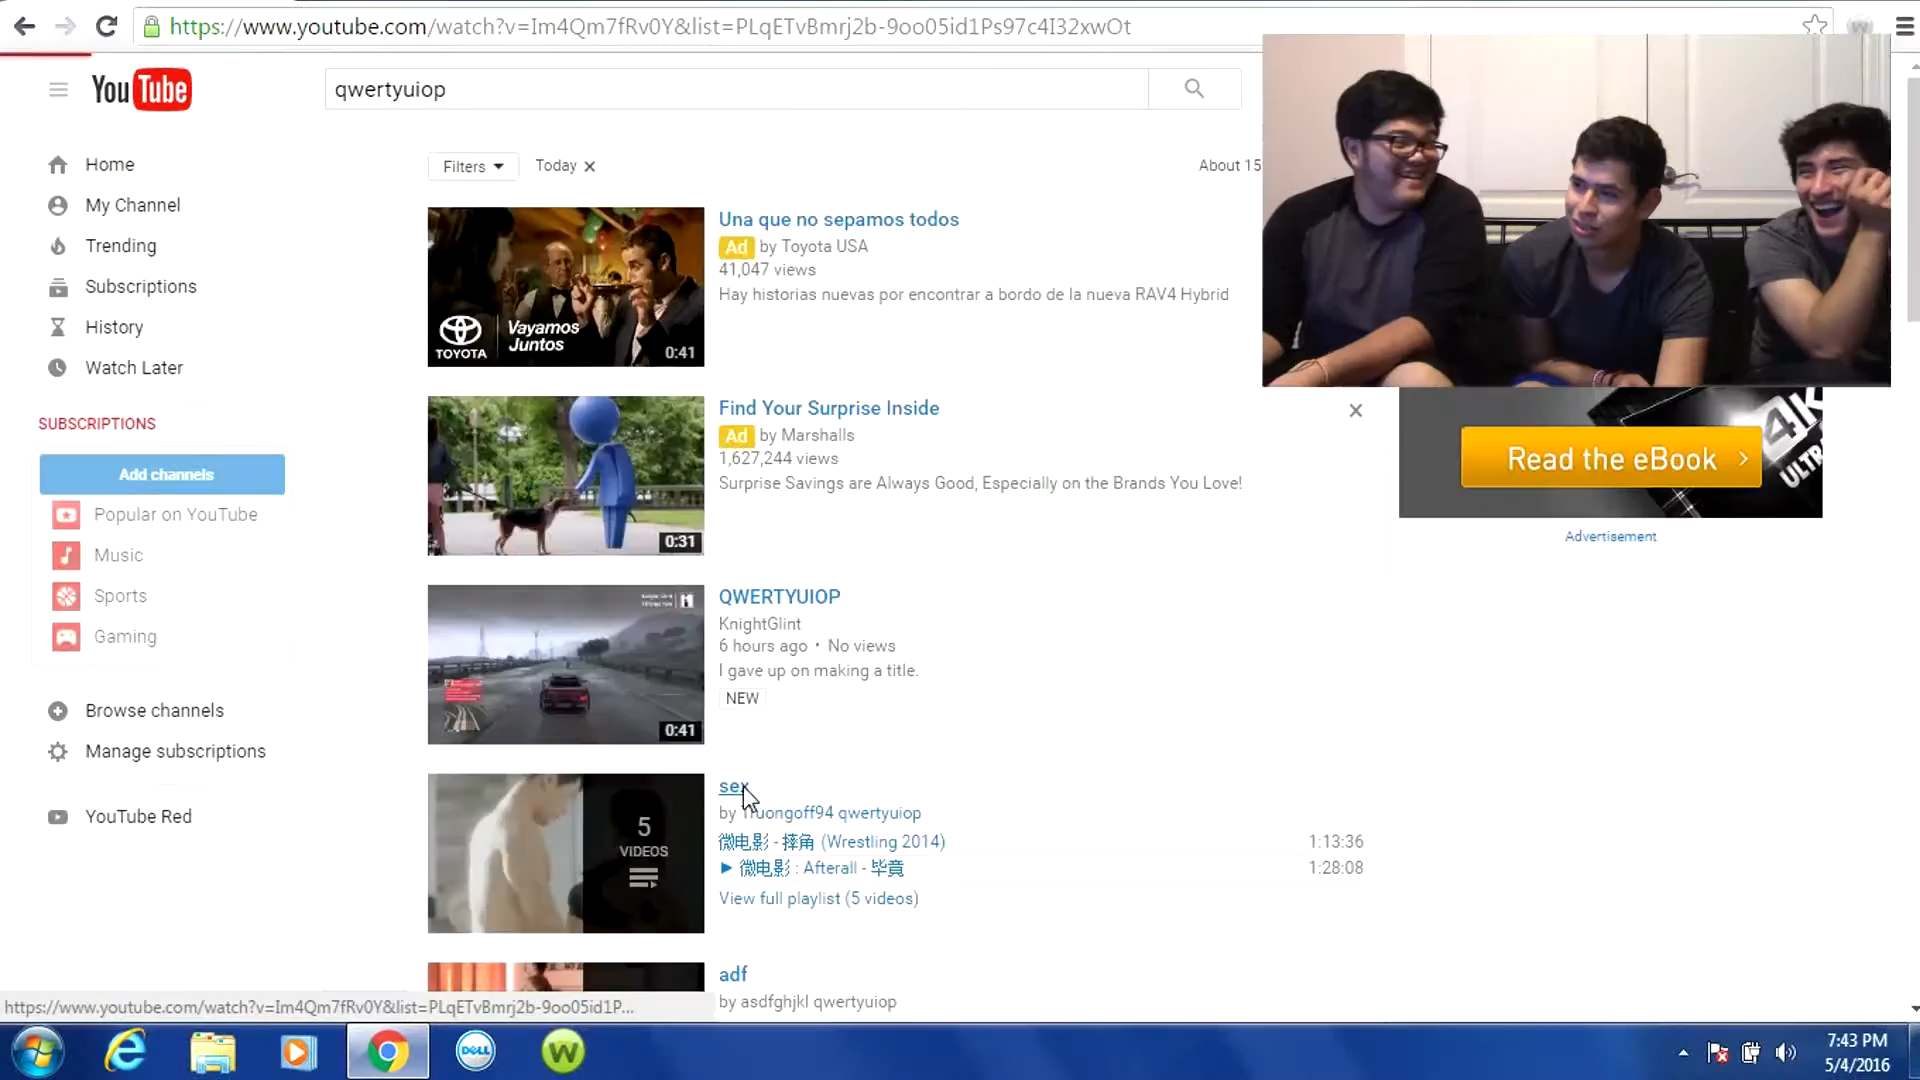 https://www.youtube.com/watch?v=Im4Qm7fRv0Y&list=PLqETvBmrj2b-9oo05id1Ps97c4I32xwOt
YouTube
qwertyuiop
Home
My Channel
Trending
Subscriptions
History
Watch Later
SUBSCRIPTIONS
Add channels
Popular on YouTube
Music
Sports
Gaming
Browse channels
Manage subscriptions
YouTube Red
Filters
Today
About 15
Una que no sepamos todos
Ad by Toyota USA
41,047 views
Hay historias nuevas por encontrar a bordo de la nueva RAV4 Hybrid
TOYOTA
Vayamos
Juntos
0:41
Find Your Surprise Inside
Ad by Marshalls
1,627,244 views
Surprise Savings are Always Good, Especially on the Brands You Love!
0:31
QWERTYUIOP
KnightGlint
6 hours ago • No views
I gave up on making a title.
NEW
0:41
sex
by qwertyuiop
微电影 - 摔角 (Wrestling 2014) 1:13:36
微电影 : Afterall - 毕竟 1:28:08
View full playlist (5 videos)
5
VIDEOS
adf
by asdfghjkl qwertyuiop
4K
ULTR
Read the eBook
Advertisement
https://www.youtube.com/watch?v=Im4Qm7fRv0Y&list=PLqETvBmrj2b-9oo05id1P...
DELL
W
7:43 PM
5/4/2016